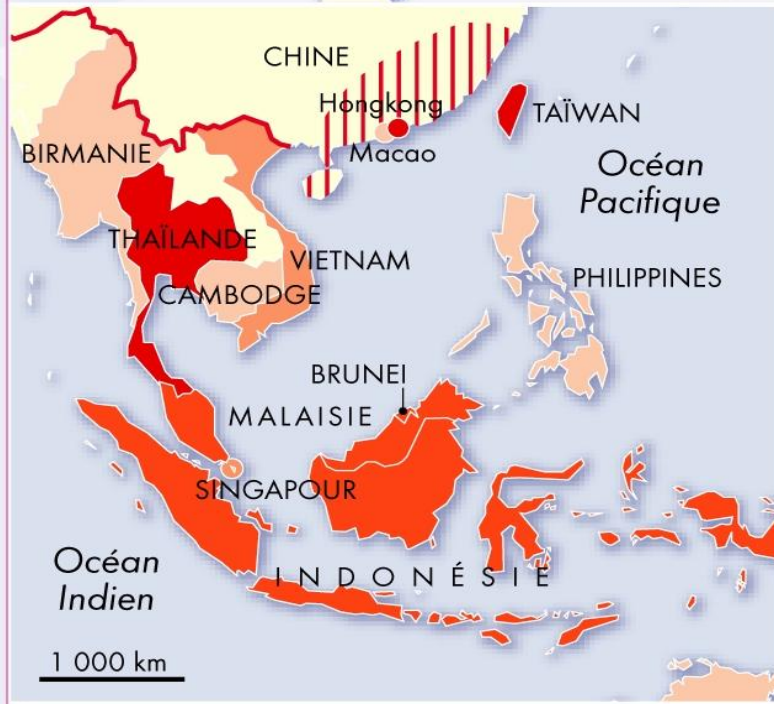 CHINE
Hongkong
TAÏWAN
BIRMANIE
Macao
Océan
Pacifique
THAÏLANDE
VIETNAM
PHILIPPINES
CAMBODGE
BRUNEI
MALAISIE
SINGAPOUR
Océan
Indien
INDONÉSIE
1 000 km